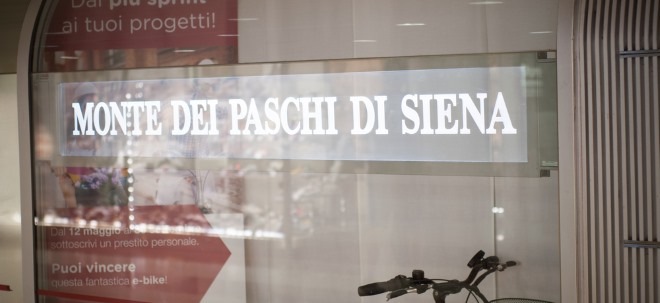 Dai più sprint
ai tuoi progetti!
MONTE DEI PASCHI DI SIENA
Dal 12 maggio
sottoscrivi un prestito personale.
Puoi vincere
questa fantastica e-bike!